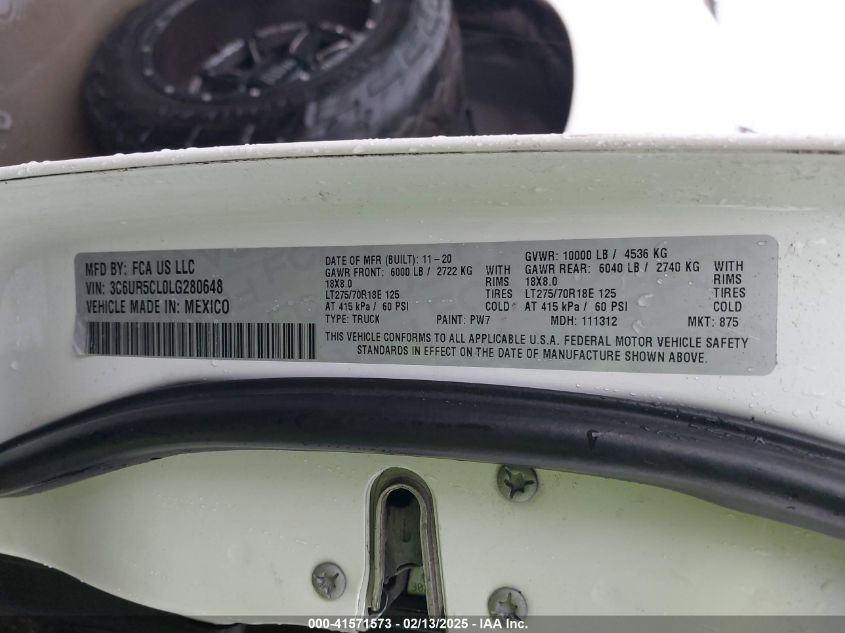 MFD BY: FCA US LLC
VIN: 3C6UR5CL0LG280648
VEHICLE MADE IN: MEXICO
DATE OF MFR (BUILT): 11-20
GAWR FRONT: 6000 LB / 2722 KG WITH
18X8.0 RIMS
LT275/70R18E 125 TIRES
AT 415 kPa / 60 PSI COLD
TYPE: TRUCK PAINT: PW7
GVWR: 10000 LB / 4536 KG
GAWR REAR: 6040 LB / 2740 KG WITH
18X8.0 RIMS
LT275/70R18E 125 TIRES
AT 415 kPa / 60 PSI COLD
MDH: 111312 MKT: 875
THIS VEHICLE CONFORMS TO ALL APPLICABLE U.S.A. FEDERAL MOTOR VEHICLE SAFETY
STANDARDS IN EFFECT ON THE DATE OF MANUFACTURE SHOWN ABOVE.
000-41571573 - 02/13/2025 - IAA, Inc.